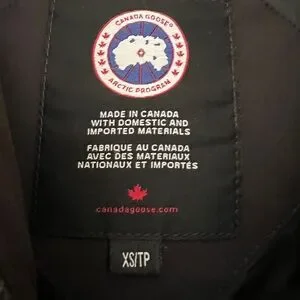 CANADA GOOSE®
ARCTIC PROGRAM
MADE IN CANADA
WITH DOMESTIC AND
IMPORTED MATERIALS
FABRIQUÉ AU CANADA
AVEC DES MATERIAUX
NATIONAUX ET IMPORTÉS
canadagoose.com
XS/TP